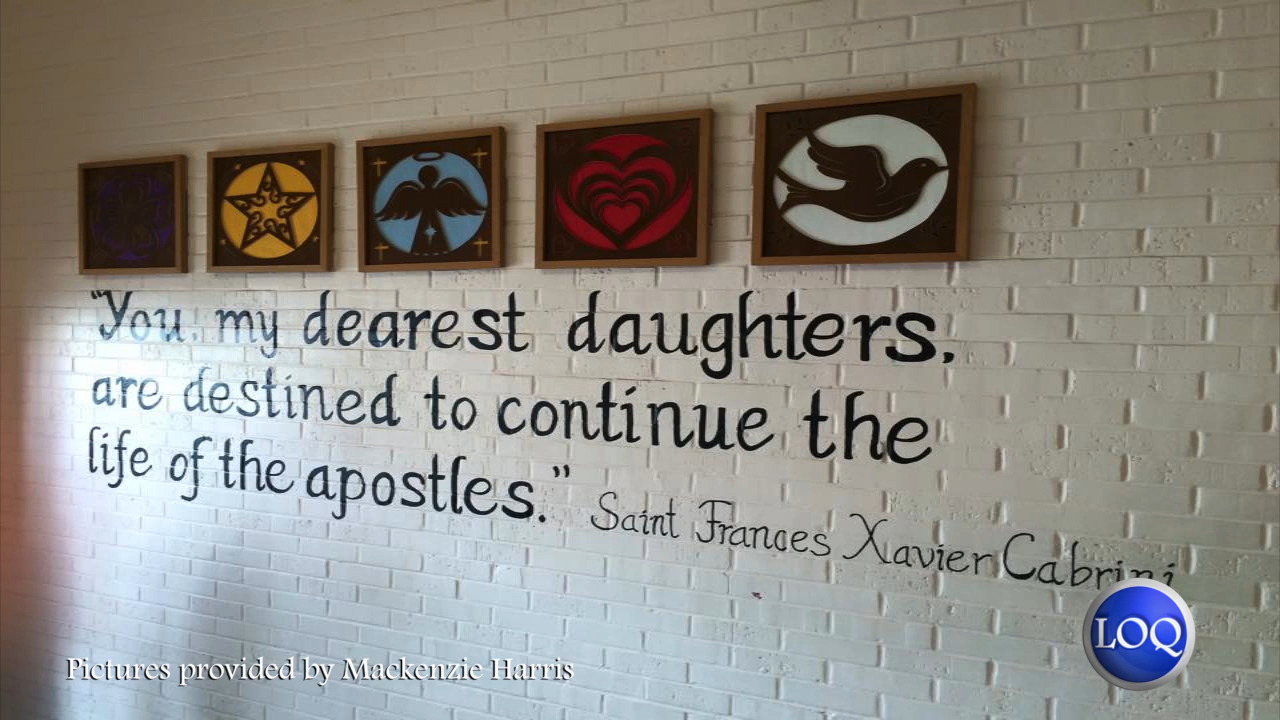 "You, my dearest daughters,
are destined to continue the
life of the apostles." Saint Frances Xavier Cabrini
Pictures provided by Mackenzie Harris
LOQ